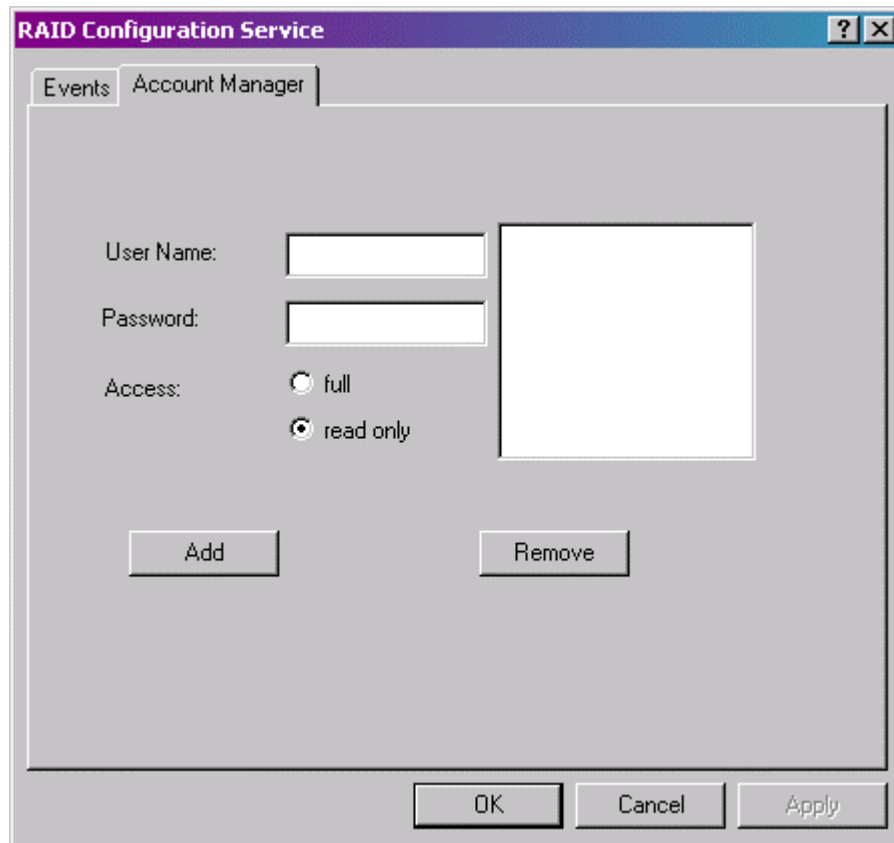 RAID Configuration Service
Events
Account Manager
User Name:
Password:
Access:
full
read only
Add
Remove
OK
Cancel
Apply